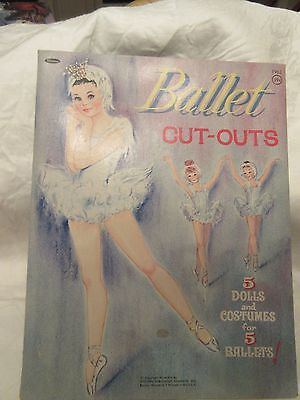 Ballet
CUT-OUTS
5
DOLLS
and
COSTUMES
for
5
BALLETS